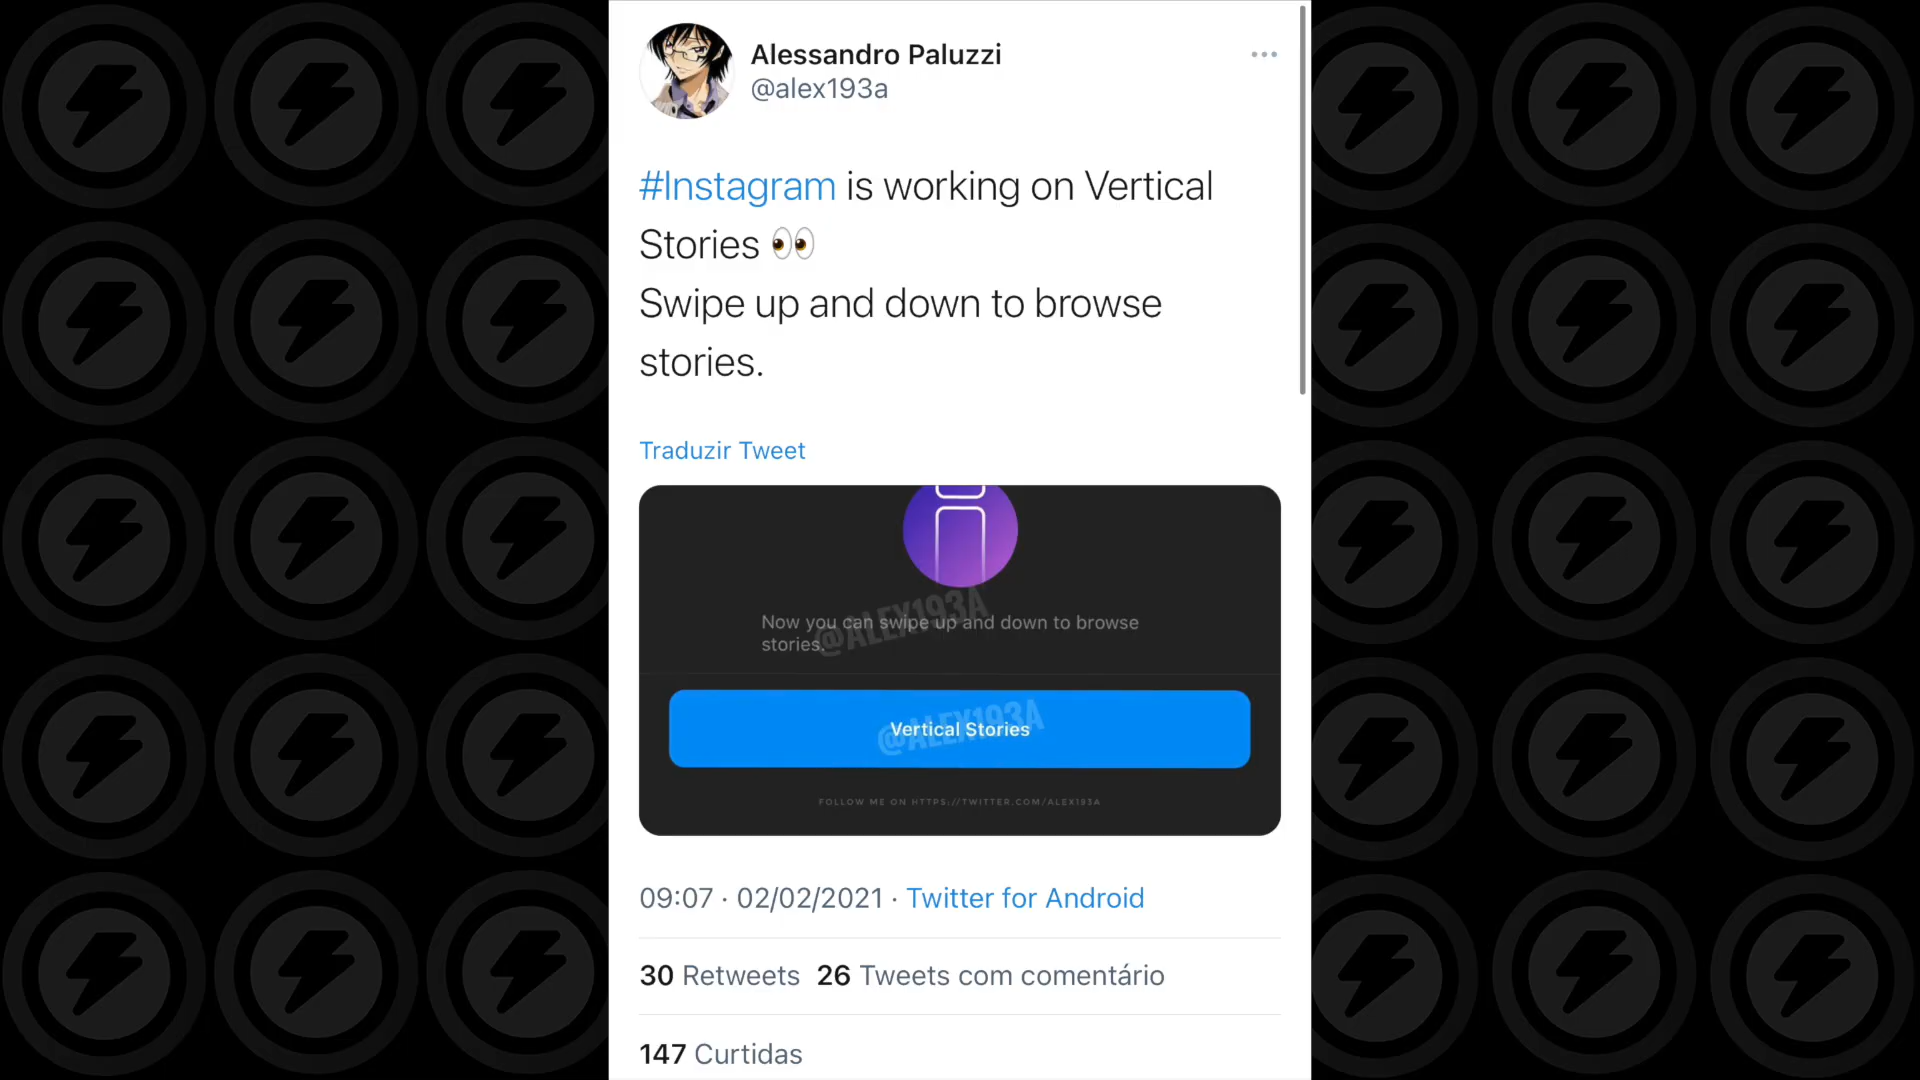 Alessandro Paluzzi
@alex193a
#Instagram is working on Vertical
Stories 👀
Swipe up and down to browse
stories.
Traduzir Tweet
Now you can swipe up and down to browse
stories.
@ALEX193A
Vertical Stories
@ALEX193A
FOLLOW ME ON HTTPS://TWITTER.COM/ALEX193A
09:07 · 02/02/2021 · Twitter for Android
30 Retweets 26 Tweets com comentário
147 Curtidas